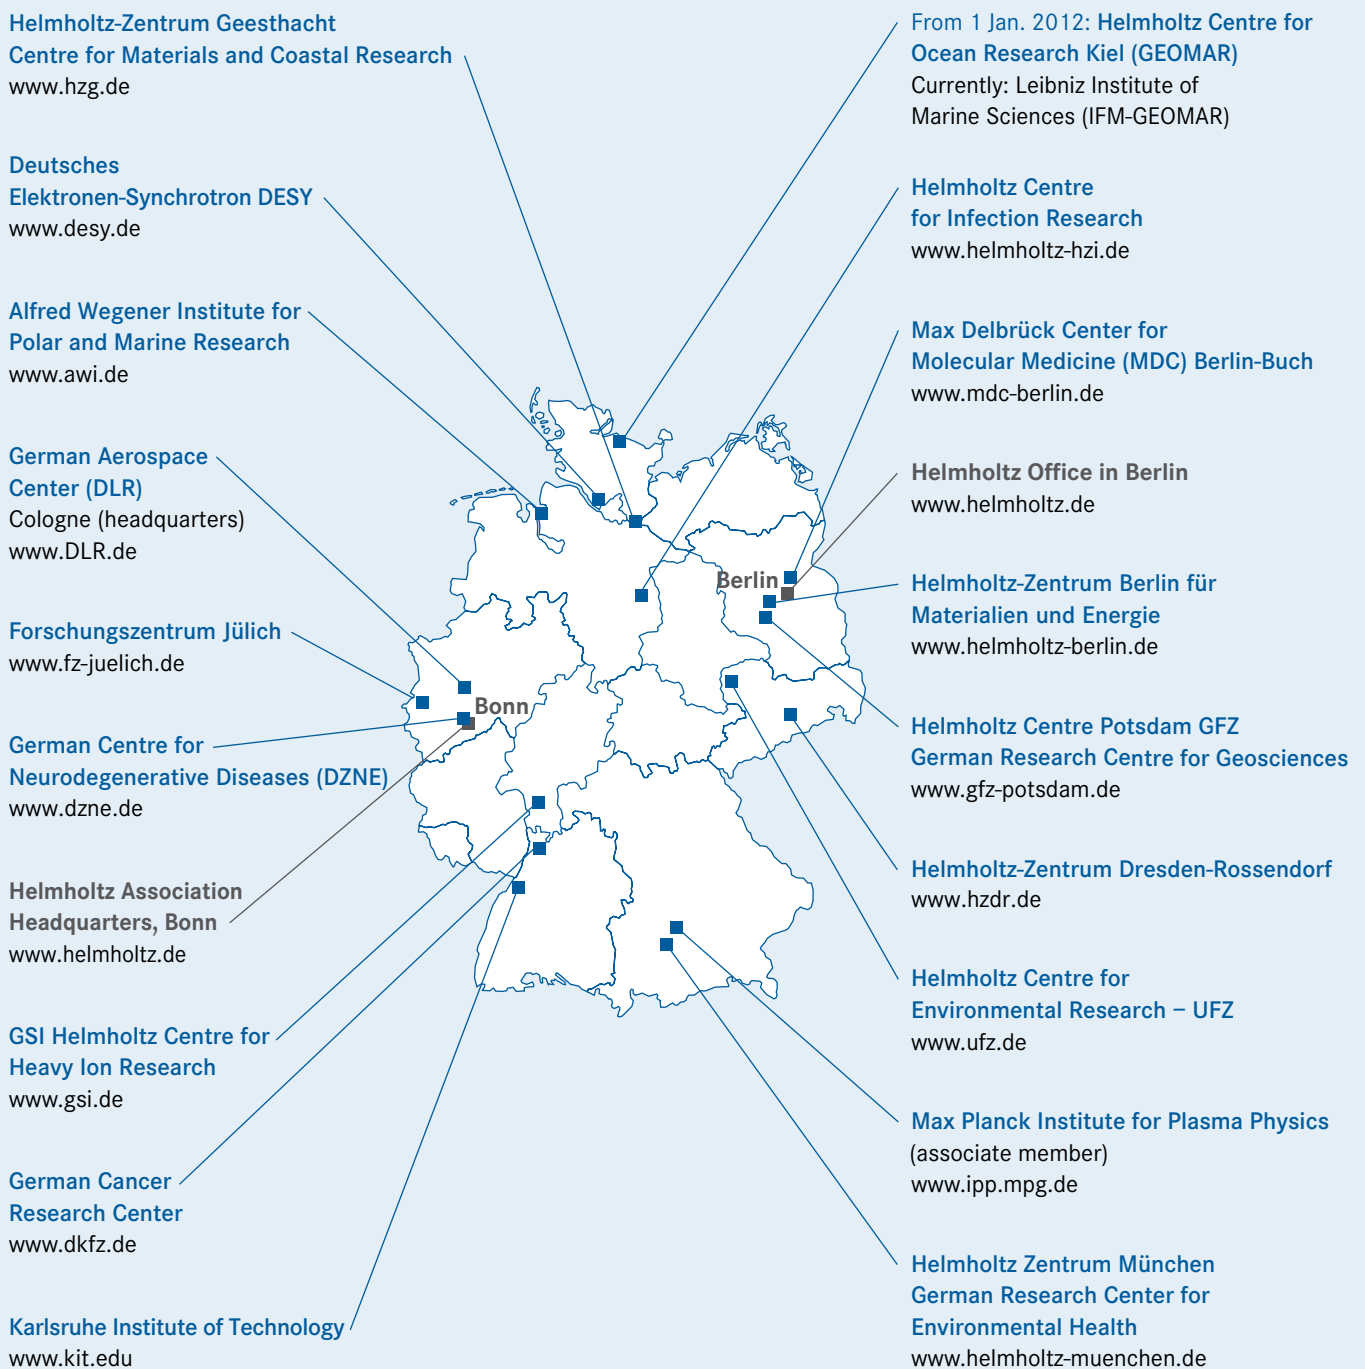 Helmholtz-Zentrum Geesthacht
Centre for Materials and Coastal Research
www.hzg.de
Deutsches
Elektronen-Synchrotron DESY
www.desy.de
Alfred Wegener Institute for
Polar and Marine Research
www.awi.de
German Aerospace
Center (DLR)
Cologne (headquarters)
www.DLR.de
Forschungszentrum Jülich
www.fz-juelich.de
German Centre for
Neurodegenerative Diseases (DZNE)
www.dzne.de
Helmholtz Association
Headquarters, Bonn
www.helmholtz.de
GSI Helmholtz Centre for
Heavy Ion Research
www.gsi.de
German Cancer
Research Center
www.dkfz.de
Karlsruhe Institute of Technology
www.kit.edu
Berlin
Bonn
From 1 Jan. 2012: Helmholtz Centre for
Ocean Research Kiel (GEOMAR)
Currently: Leibniz Institute of
Marine Sciences (IFM-GEOMAR)
Helmholtz Centre
for Infection Research
www.helmholtz-hzi.de
Max Delbrück Center for
Molecular Medicine (MDC) Berlin-Buch
www.mdc-berlin.de
Helmholtz Office in Berlin
www.helmholtz.de
Helmholtz-Zentrum Berlin für
Materialien und Energie
www.helmholtz-berlin.de
Helmholtz Centre Potsdam GFZ
German Research Centre for Geosciences
www.gfz-potsdam.de
Helmholtz-Zentrum Dresden-Rossendorf
www.hzdr.de
Helmholtz Centre for
Environmental Research – UFZ
www.ufz.de
Max Planck Institute for Plasma Physics
(associate member)
www.ipp.mpg.de
Helmholtz Zentrum München
German Research Center for
Environmental Health
www.helmholtz-muenchen.de